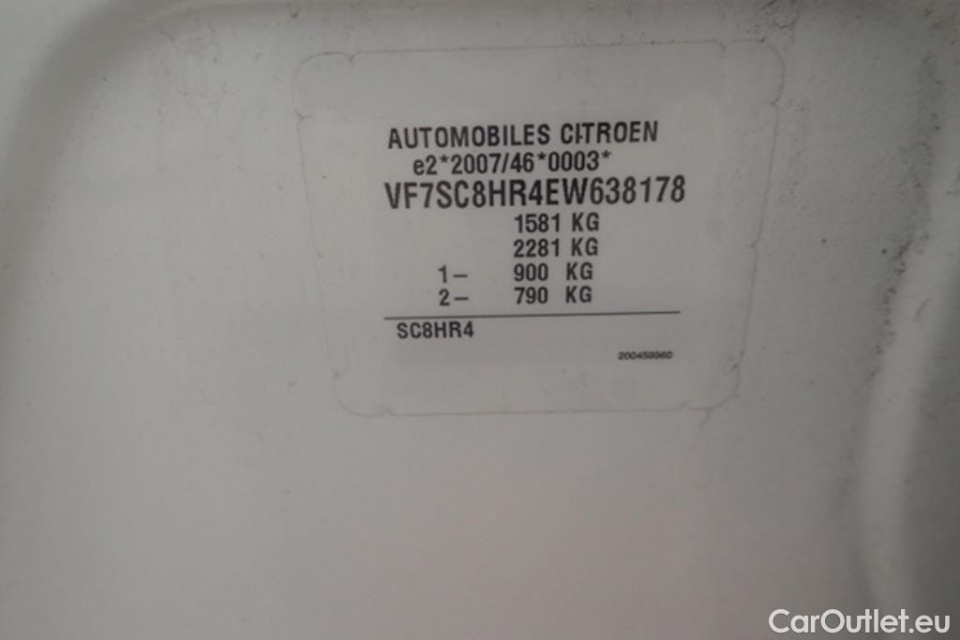 AUTOMOBILES CITROEN
e2*2007/46*0003*
VF7SC8HR4EW638178
1581 KG
2281 KG
1- 900 KG
2- 790 KG
SC8HR4
CarOutlet.eu